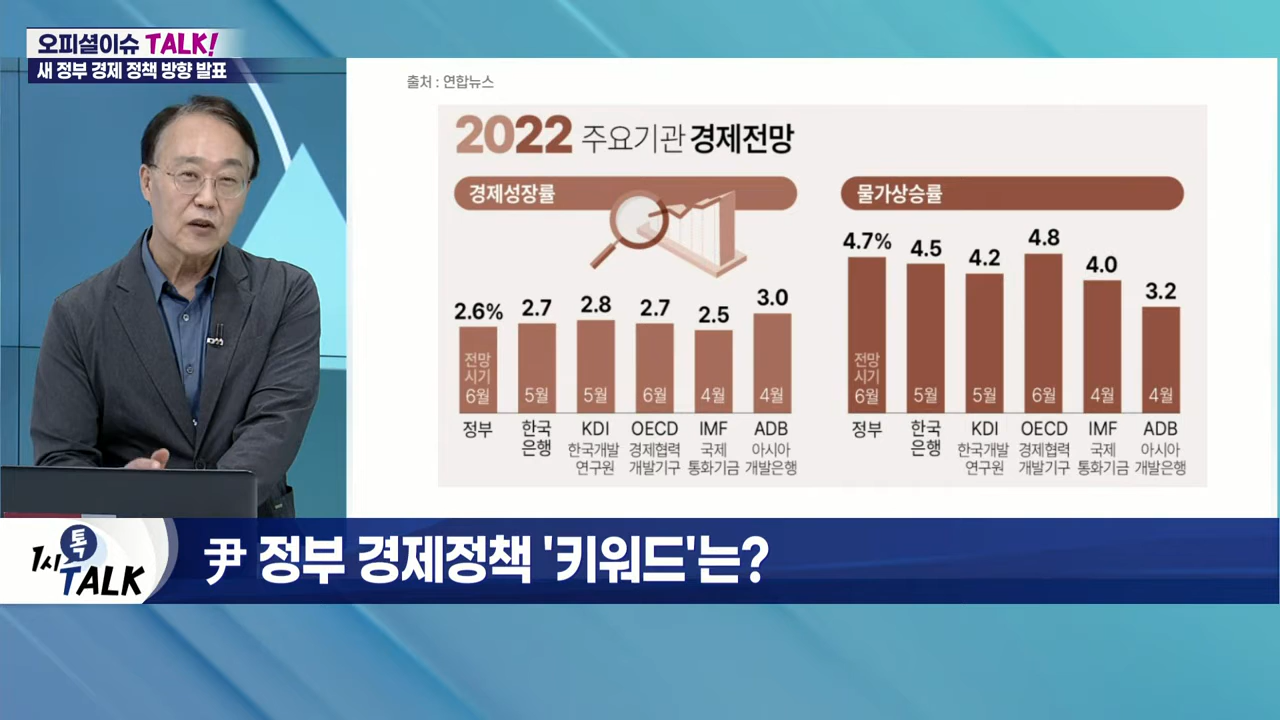 오피셜이슈 TALK!
새 정부 경제 정책 방향 발표
출처 : 연합뉴스
2022 주요기관 경제전망
경제성장률
2.6% 2.7 2.8 2.7 2.5 3.0
전망
시기
6월 5월 5월 6월 4월 4월
정부 한국 KDI OECD IMF ADB
은행 한국개발 경제협력 국제 아시아
연구원 개발기구 통화기금 개발은행
물가상승률
4.7% 4.5 4.2 4.8 4.0 3.2
전망
시기
6월 5월 5월 6월 4월 4월
정부 한국 KDI OECD IMF ADB
은행 한국개발 경제협력 국제 아시아
연구원 개발기구 통화기금 개발은행
1시 톡 TALK
尹 정부 경제정책 '키워드'는?